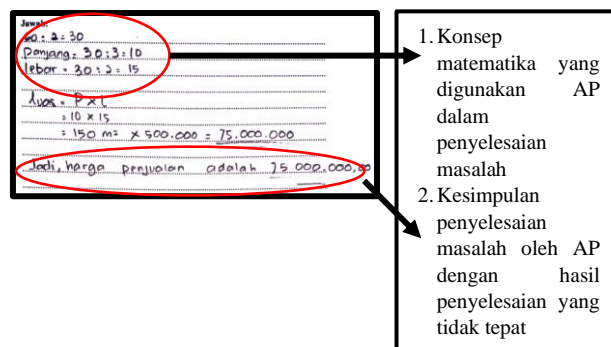 Jawab:
60 : 2 = 30
Panjang = 30 : 3 = 10
lebar = 30 : 2 = 15
luas = P x L
= 10 x 15
= 150 m² x 500.000 = 75.000.000
Jadi, harga penjualan adalah 75.000.000,00
1. Konsep
matematika yang
digunakan AP
dalam
penyelesaian
masalah
2. Kesimpulan
penyelesaian
masalah oleh AP
dengan hasil
penyelesaian yang
tidak tepat